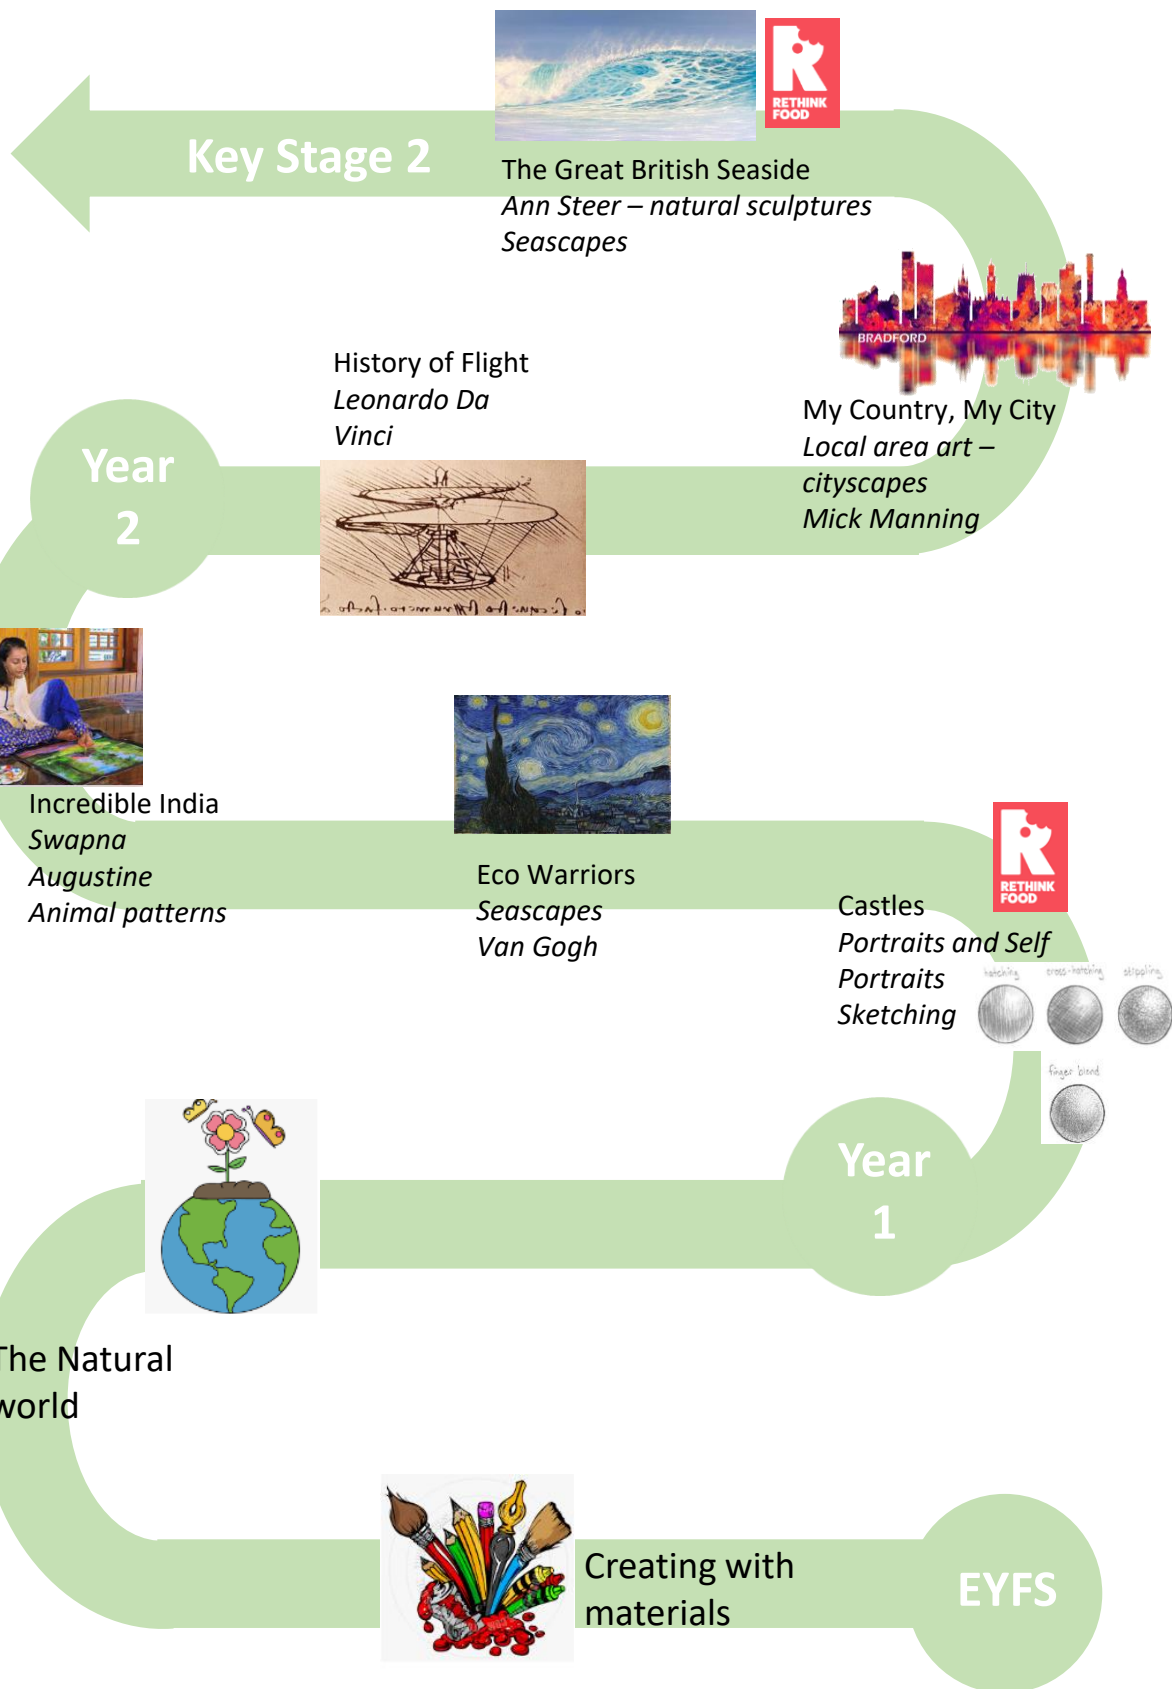 RETHINK
FOOD
Key Stage 2
The Great British Seaside
Ann Steer – natural sculptures
Seascapes
BRADFORD
History of Flight
Leonardo Da
Vinci
My Country, My City
Local area art –
cityscapes
Mick Manning
Year
2
Incredible India
Swapna
Augustine
Animal patterns
Eco Warriors
Seascapes
Van Gogh
RETHINK
FOOD
Castles
Portraits and Self
Portraits
Sketching
hatching
cross-hatching
stippling
finger blend
Year
1
The Natural
world
Creating with
materials
EYFS